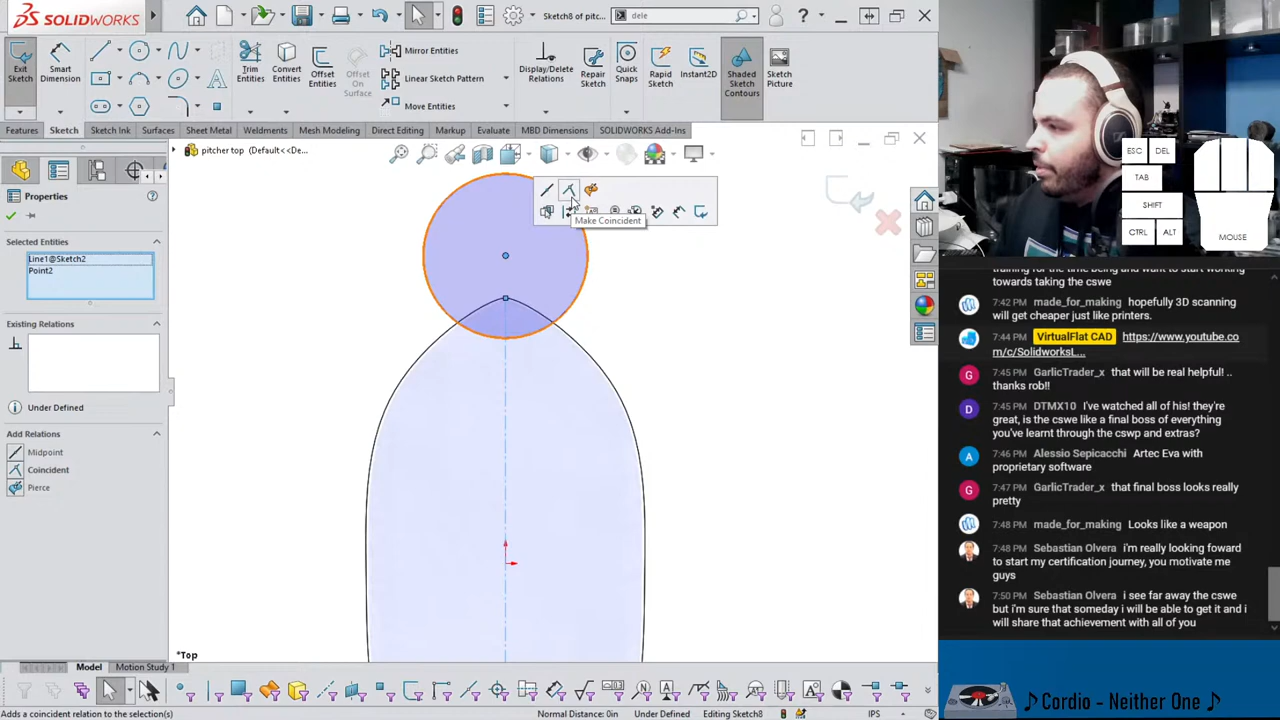 SOLIDWORKS
Sketch8 of pitc...
dele
Exit Sketch
Smart Dimension
Trim Entities
Convert Entities
Offset Entities
Offset On Surface
Mirror Entities
Linear Sketch Pattern
Move Entities
Display/Delete Relations
Repair Sketch
Quick Snaps
Rapid Sketch
Instant2D
Shaded Sketch Contours
Sketch Picture
Features
Sketch
Sketch Ink
Surfaces
Sheet Metal
Weldments
Mesh Modeling
Direct Editing
Markup
Evaluate
MBD Dimensions
SOLIDWORKS Add-Ins
pitcher top (Default<<De...
Properties
Selected Entities
Line1@Sketch2
Point2
Existing Relations
Under Defined
Add Relations
Midpoint
Coincident
Pierce
Make Coincident
*Top
Model
Motion Study 1
Adds a coincident relation to the selection(s)
Normal Distance: 0in
Under Defined
Editing Sketch8
IPS
ESC
DEL
TAB
SHIFT
CTRL
ALT
MOUSE
training for the time being and want to start working
towards taking the cswe
7:42 PM made_for_making hopefully 3D scanning
will get cheaper just like printers.
7:44 PM VirtualFlat CAD https://www.youtube.co
m/c/SolidworksL...
7:45 PM GarlicTrader_x that will be real helpful! ..
thanks rob!!
7:45 PM DTMX10 I've watched all of his! they're
great, is the cswe like a final boss of everything
you've learnt through the cswp and extras?
7:46 PM Alessio Sepicacchi Artec Eva with
proprietary software
7:47 PM GarlicTrader_x that final boss looks really
pretty
7:48 PM made_for_making Looks like a weapon
7:48 PM Sebastian Olvera i'm really looking foward
to start my certification journey, you motivate me
guys
7:50 PM Sebastian Olvera i see far away the cswe
but i'm sure that someday i will be able to get it and i
will share that achievement with all of you
♪ Cordio - Neither One ♪